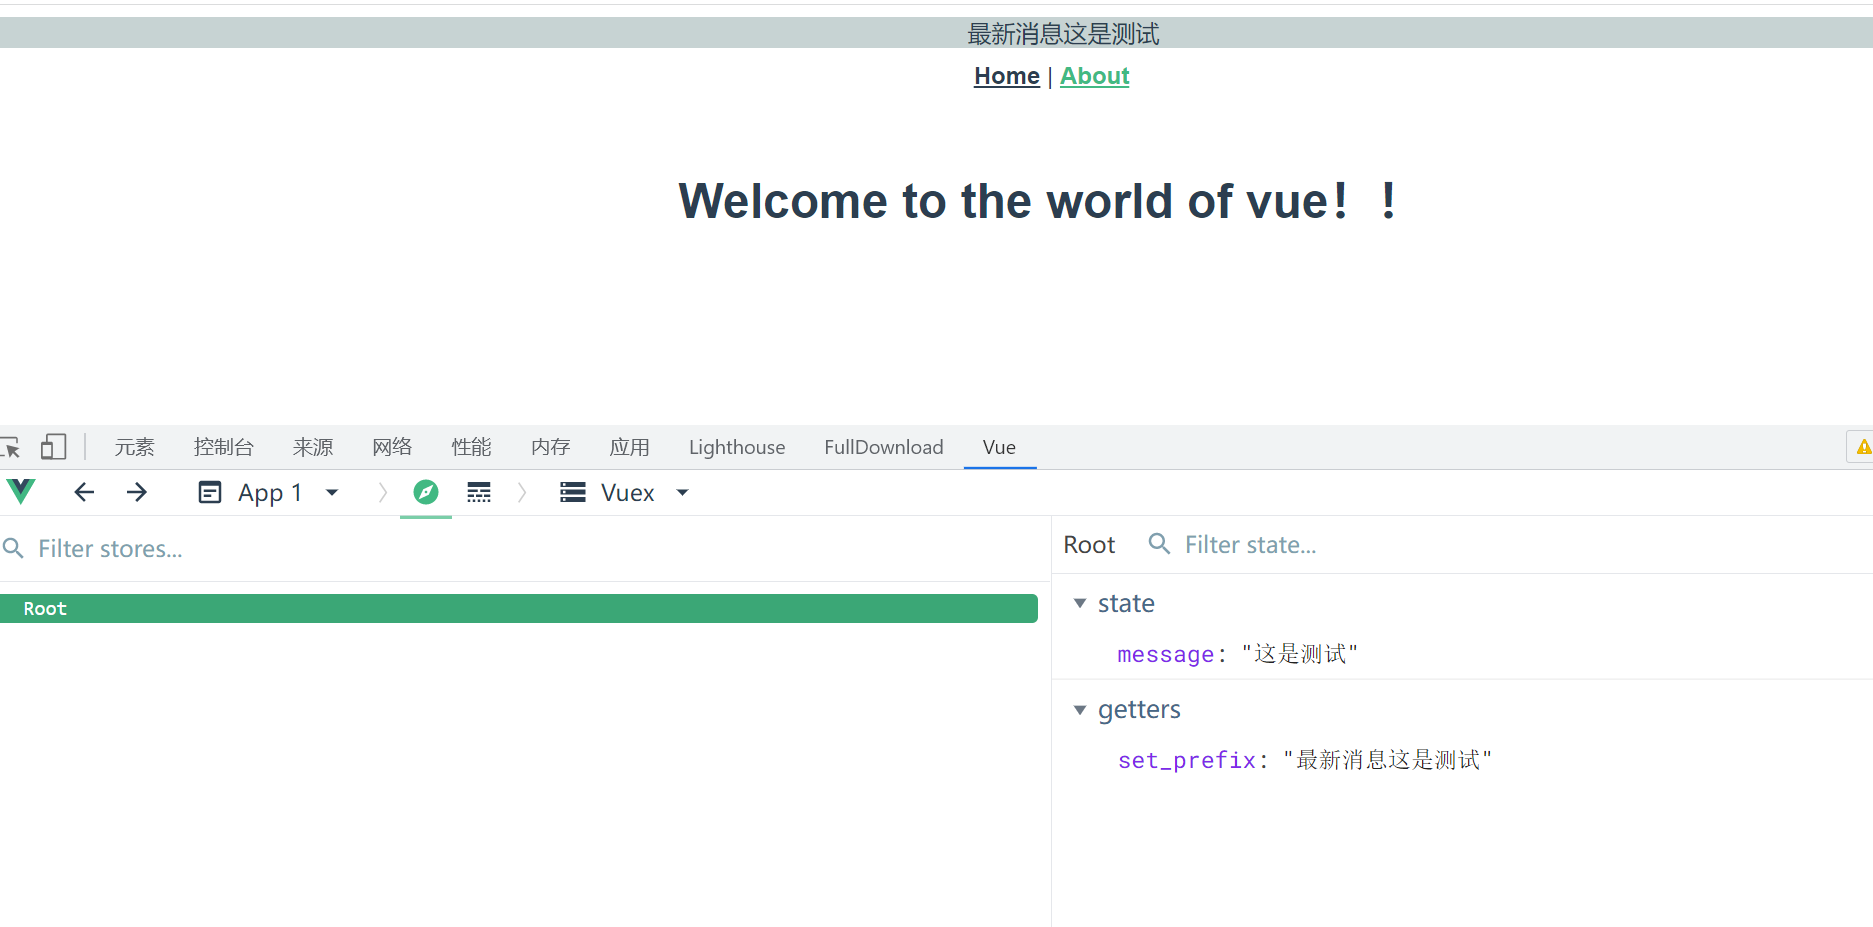 最新消息这是测试
Home | About
Welcome to the world of vue！！
元素 控制台 来源 网络 性能 内存 应用 Lighthouse FullDownload Vue
App 1 Vuex
Filter stores... Root Filter state...
Root
state
message: "这是测试"
getters
set_prefix: "最新消息这是测试"